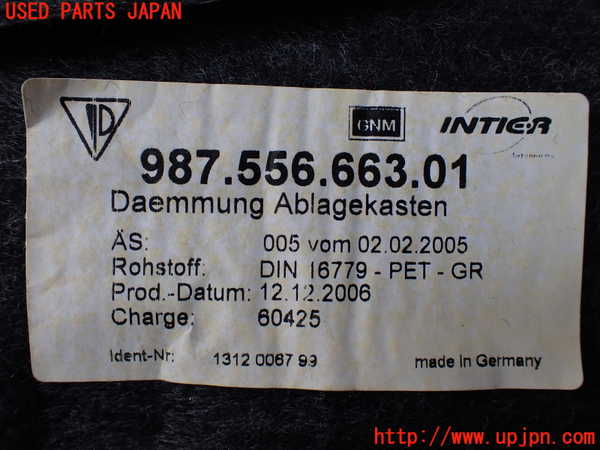 USED PARTS JAPAN
D
GNM
INTIER
987.556.663.01
Daemmung Ablagekasten
ÄS: 005 vom 02.02.2005
Rohstoff: DIN 16779 - PET - GR
Prod.-Datum: 12.12.2006
Charge: 60425
Ident-Nr: 1312 0067 99
made in Germany
http://www.upjpn.com/